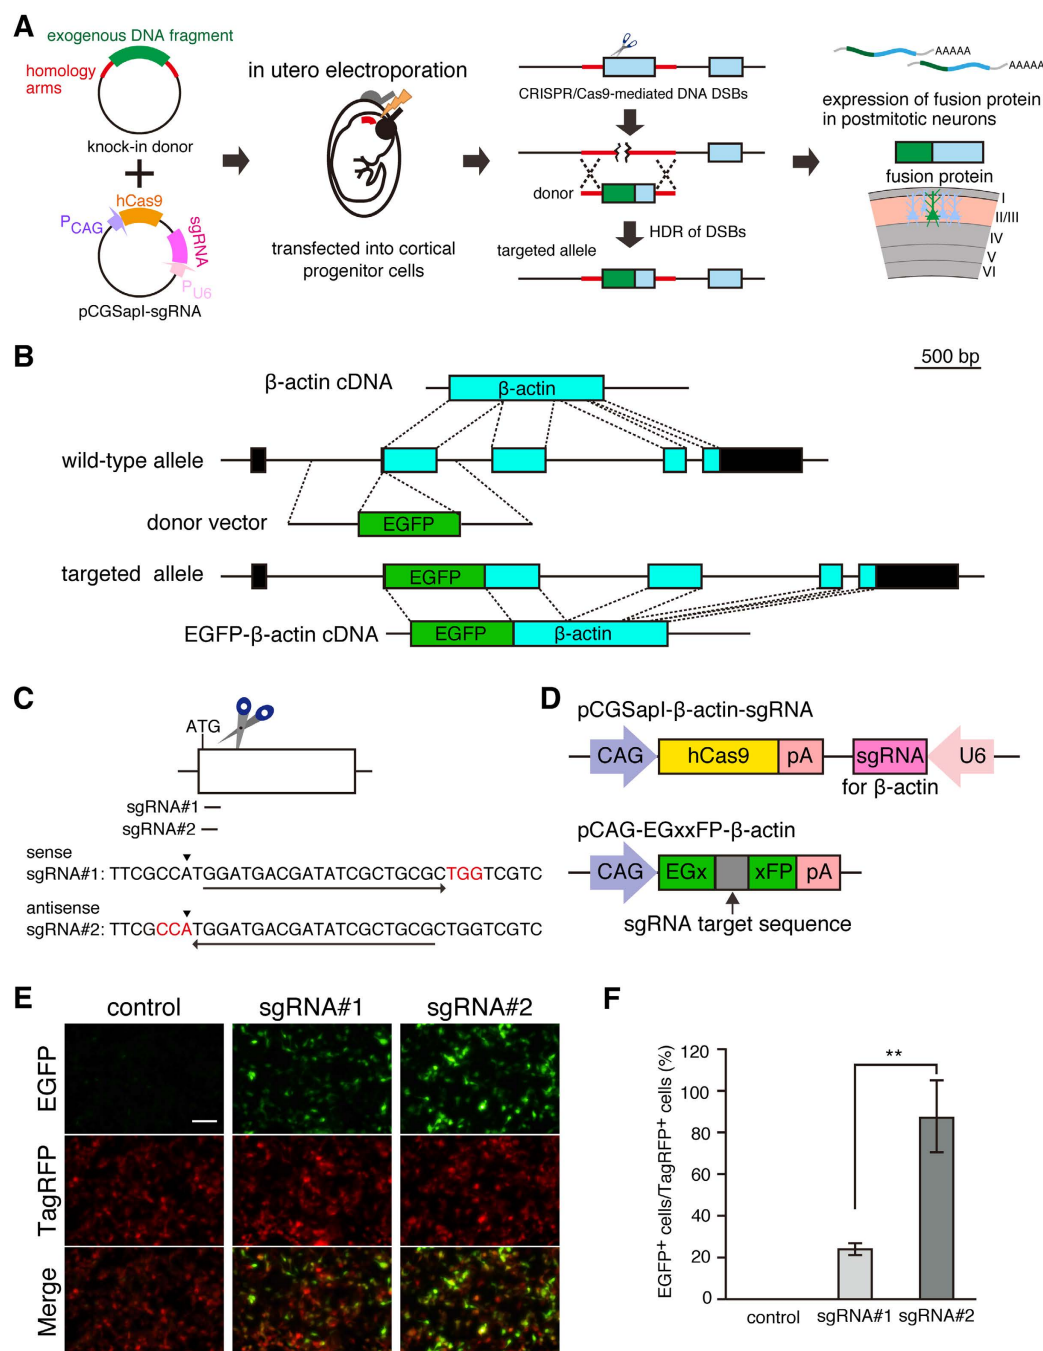 A
exogenous DNA fragment
homology
arms
knock-in donor
hCas9
PCAG
sgRNA
PU6
pCGSapI-sgRNA
in utero electroporation
transfected into cortical
progenitor cells
CRISPR/Cas9-mediated DNA DSBs
donor
HDR of DSBs
targeted allele
AAAAA
AAAAA
expression of fusion protein
in postmitotic neurons
fusion protein
I
II/III
IV
V
VI
B
500 bp
β-actin cDNA
β-actin
wild-type allele
donor vector
EGFP
targeted allele
EGFP
EGFP-β-actin cDNA
EGFP
β-actin
C
ATG
sgRNA#1
sgRNA#2
sense
sgRNA#1: TTCGCCATGGATGACGATATCGCTGCGCTGGTCGTC
antisense
sgRNA#2: TTCGCCATGGATGACGATATCGCTGCGCTGGTCGTC
D
pCGSapI-β-actin-sgRNA
CAG
hCas9
pA
sgRNA
U6
for β-actin
pCAG-EGxxFP-β-actin
CAG
EGx
xFP
pA
sgRNA target sequence
E
control
sgRNA#1
sgRNA#2
EGFP
TagRFP
Merge
F
EGFP+ cells/TagRFP+ cells (%)
120
100
80
60
40
20
0
**
control
sgRNA#1
sgRNA#2